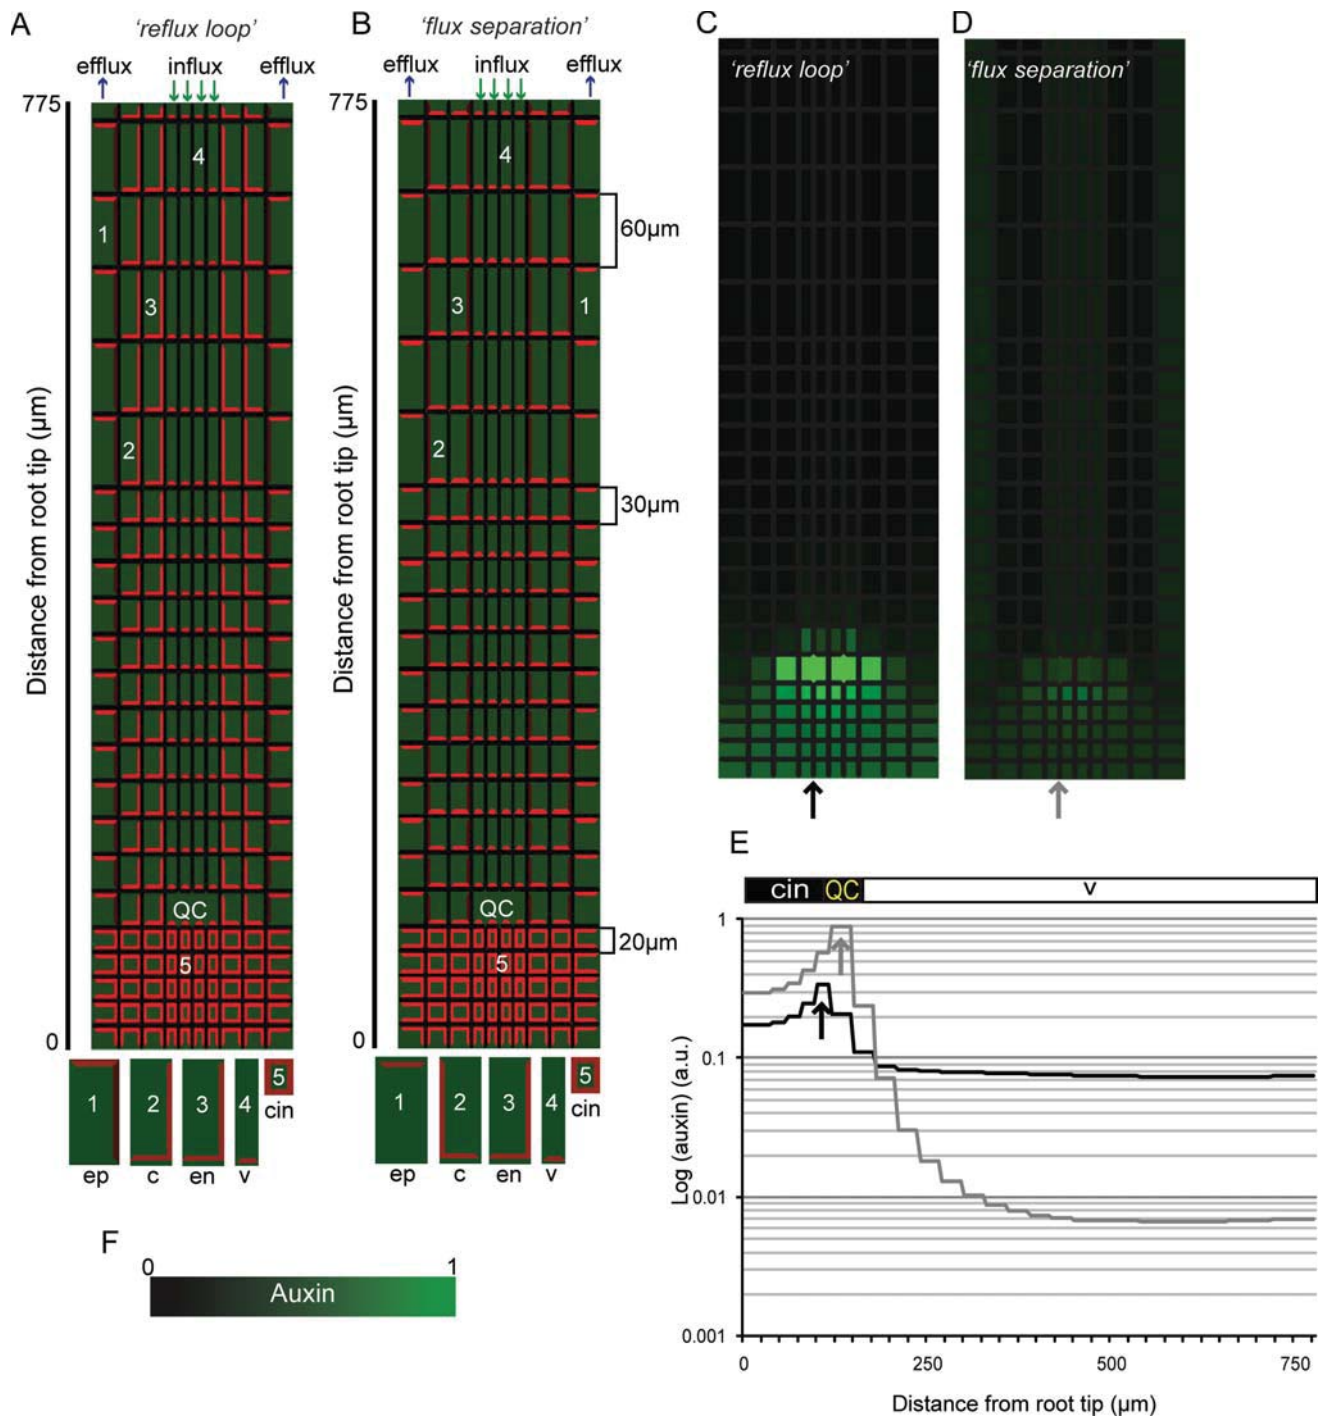 A
'reflux loop'
efflux
influx
efflux
775
4
1
3
2
QC
5
0
Distance from root tip (µm)
1
2
3
4
5
ep
c
en
v
cin
B
'flux separation'
efflux
influx
efflux
775
4
60µm
3
1
2
30µm
QC
20µm
5
0
Distance from root tip (µm)
1
2
3
4
5
ep
c
en
v
cin
C
'reflux loop'
D
'flux separation'
E
cin
QC
v
1
0.1
0.01
0.001
Log (auxin) (a.u.)
0
250
500
750
Distance from root tip (µm)
F
0
1
Auxin